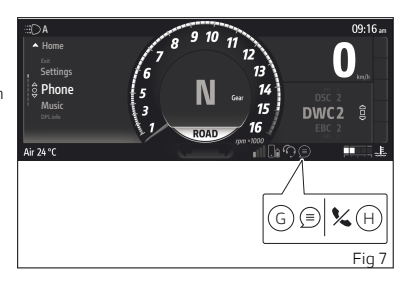 A
09:16 am
Home
Exit
Settings
Phone
Music
DPL info
1
3
5
6
7
8
9
10
11
12
13
14
15
16
N
Gear
ROAD
rpm ×1000
0
km/h
DSC 2
DWC 2
EBC 2
Air 24 °C
G
H
Fig 7